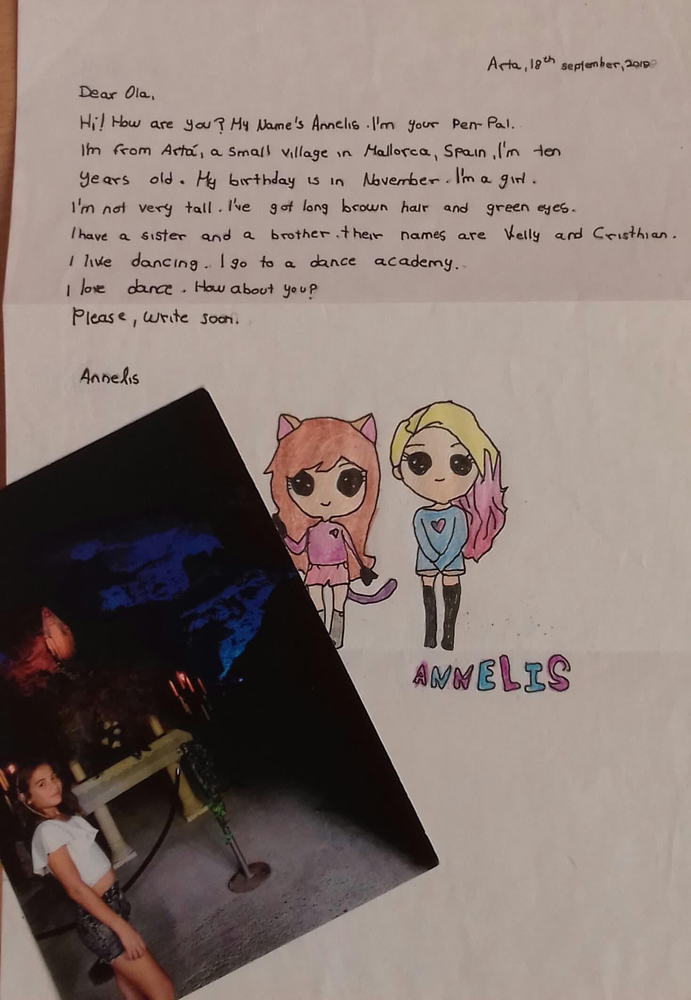 Arta, 18th september, 2018
Dear Ola,
Hi! How are you? My Name's Annelis. I'm your Pen-Pal.
I'm from Artá, a small village in Mallorca, Spain, I'm ten
years old. My birthday is in November. I'm a girl.
I'm not very tall. I've got long brown hair and green eyes.
I have a sister and a brother. their names are Kelly and Cristhian.
I like dancing. I go to a dance academy.
I love dance. How about you?
Please, write soon.
Annelis
ANNELIS